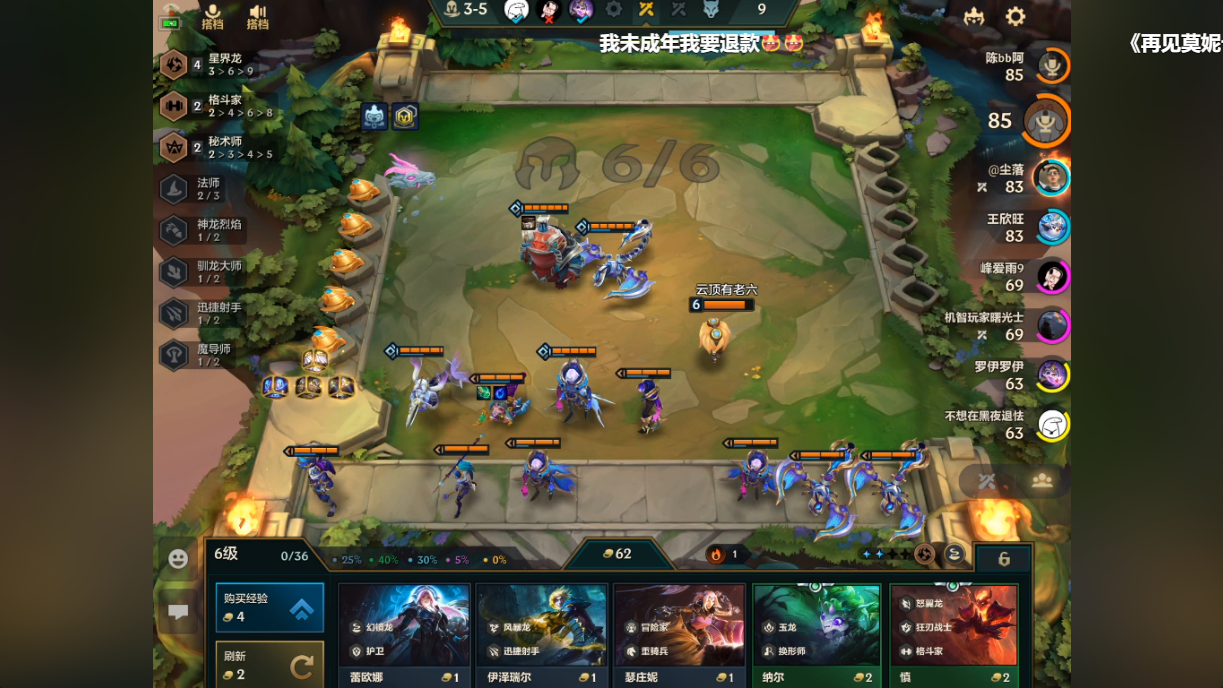 搭档
搭档
3-5
9
我未成年我要退款
《再见莫妮
4
星界龙
3 > 6 > 9
2
格斗家
2 > 4 > 6 > 8
2
秘术师
2 > 3 > 4 > 5
法师
2 / 3
神龙烈焰
1 / 2
驯龙大师
1 / 2
迅捷射手
1 / 2
魔导师
1 / 2
6/6
云顶有老六
6
陈bb阿
85
85
@尘落
83
王欣旺
83
峰爱雨9
69
机智玩家曙光士
69
罗伊罗伊
63
不想在黑夜退怯
63
6级
0/36
25%
40%
30%
5%
0%
62
1
6
购买经验
4
刷新
2
幻镜龙
护卫
蕾欧娜
1
风暴龙
迅捷射手
伊泽瑞尔
1
冒险家
重骑兵
瑟庄妮
1
玉龙
换形师
纳尔
2
怒翼龙
狂刃战士
格斗家
慎
2